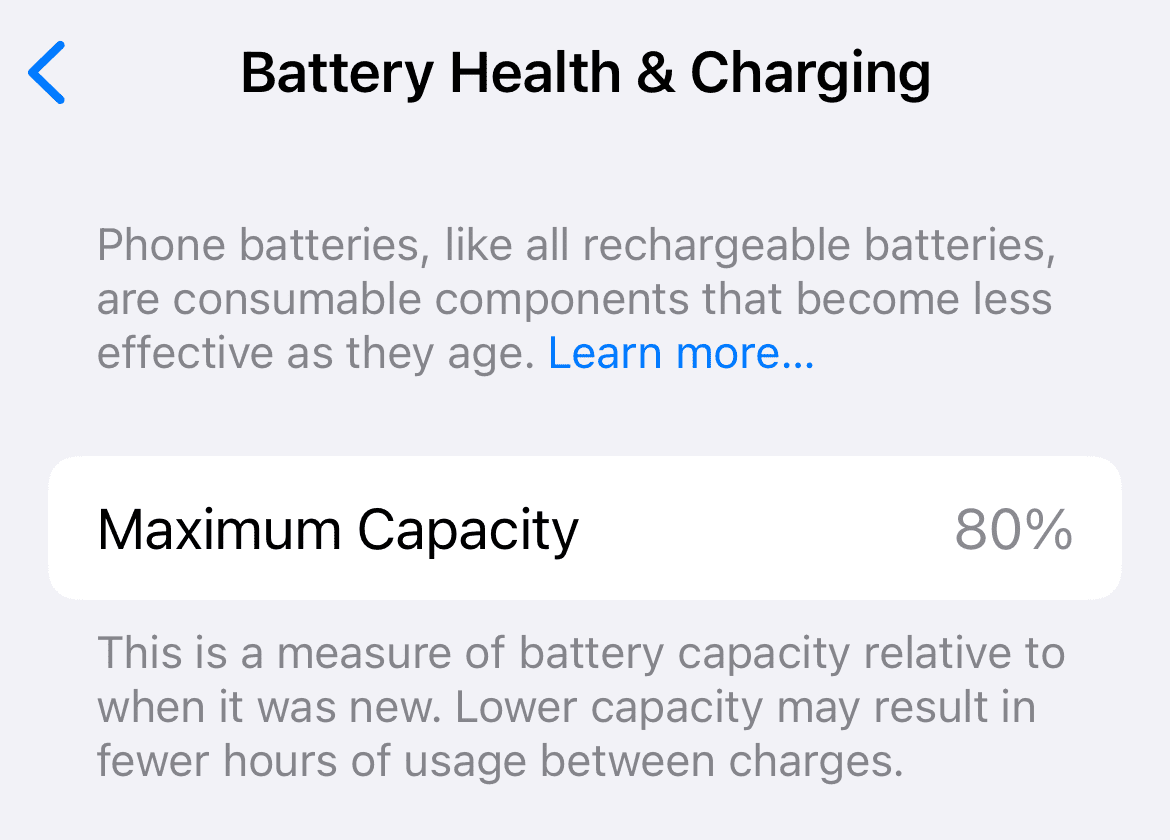 Battery Health & Charging
Phone batteries, like all rechargeable batteries,
are consumable components that become less
effective as they age. Learn more...
Maximum Capacity 80%
This is a measure of battery capacity relative to
when it was new. Lower capacity may result in
fewer hours of usage between charges.